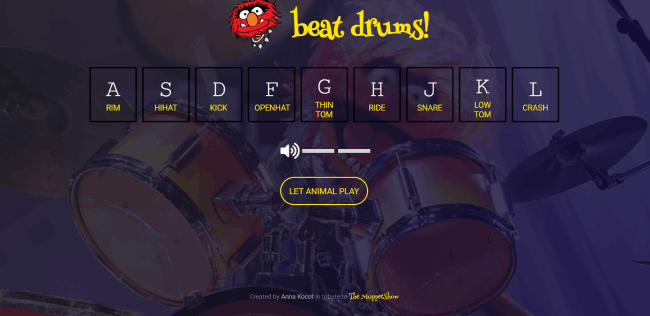 beat drums!
A S D F G H J K L
RIM HIHAT KICK OPENHAT THIN TOM RIDE SNARE LOW TOM CRASH
LET ANIMAL PLAY
Created by Anna Kocot in tribute to The Muppet Show